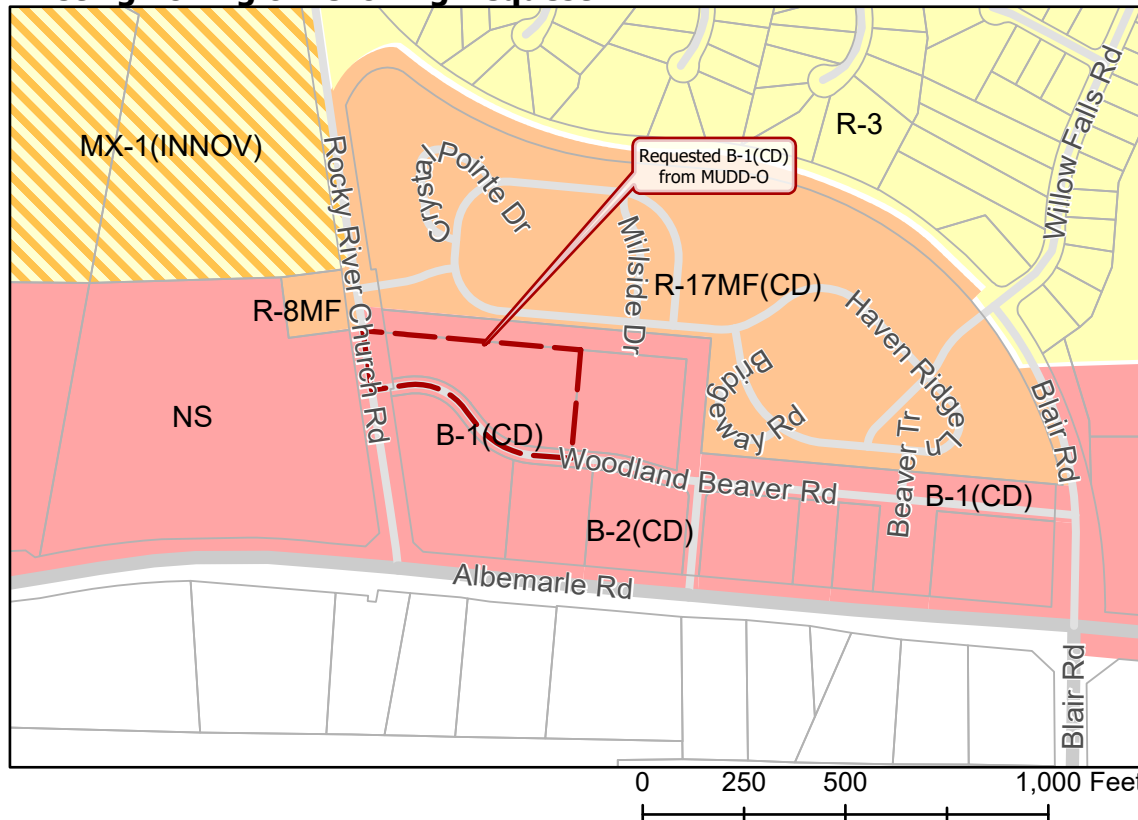 MX-1(INNOV)
R-3
Willow Falls Rd
Requested B-1(CD)
from MUDD-O
Rocky River Church Rd
Crystal
Pointe Dr
Millside Dr
R-17MF(CD)
R-8MF
Haven Ridge Ln
Bridgeway Rd
Blair Rd
NS
B-1(CD)
Woodland Beaver Rd
Beaver Tr
B-1(CD)
B-2(CD)
Albemarle Rd
Blair Rd
0 250 500 1,000 Feet